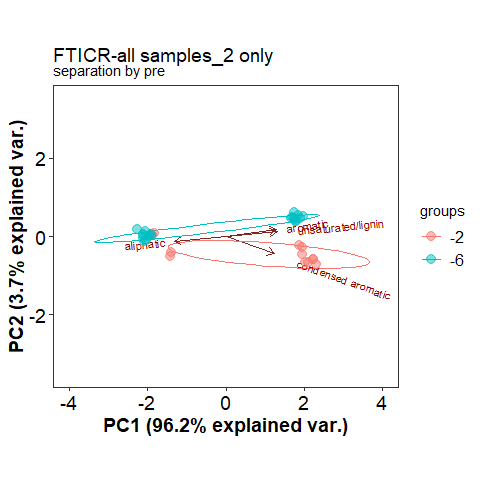 FTICR-all samples_2 only
separation by pre
PC2 (3.7% explained var.)
2
0
-2
aromatic
unsaturated/lignin
aliphatic
condensed aromatic
-4
-2
0
2
4
PC1 (96.2% explained var.)
groups
-2
-6